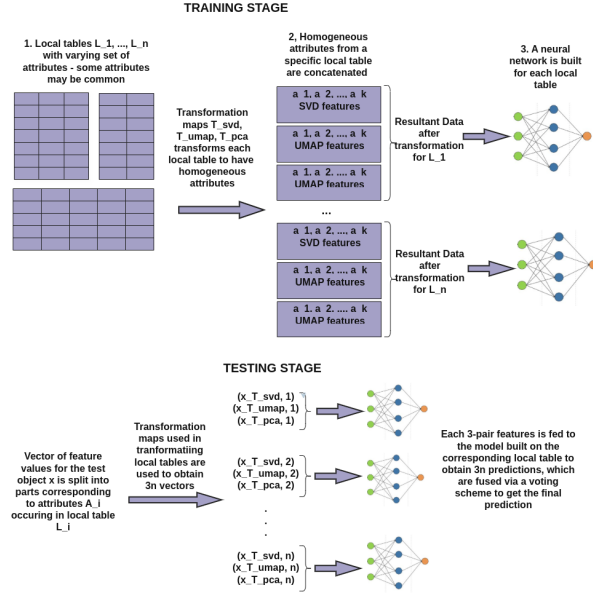 TRAINING STAGE
1. Local tables L_1, ..., L_n
with varying set of
attributes - some attributes
may be common
Transformation
maps T_svd,
T_umap, T_pca
transforms each
local table to have
homogeneous
attributes
2, Homogeneous
attributes from a
specific local table
are concatenated
a 1, a 2, ..., a k
SVD features
a 1, a 2, ..., a k
UMAP features
a 1, a 2, ..., a k
UMAP features
...
a 1, a 2, ..., a k
SVD features
a 1, a 2, ..., a k
UMAP features
a 1, a 2, ..., a k
UMAP features
Resultant Data
after
transformation
for L_1
Resultant Data
after
transformation
for L_n
3. A neural
network is built
for each local
table
TESTING STAGE
Vector of feature
values for the test
object x is split into
parts corresponding
to attributes A_i
occuring in local table
L_i
Transformation
maps used in
tranformatiing
local tables are
used to obtain
3n vectors
(x_T_svd, 1)
(x_T_umap, 1)
(x_T_pca, 1)
(x_T_svd, 2)
(x_T_umap, 2)
(x_T_pca, 2)
.
.
.
(x_T_svd, n)
(x_T_umap, n)
(x_T_pca, n)
Each 3-pair features is fed to
the model built on the
corresponding local table to
obtain 3n predictions, which
are fused via a voting
scheme to get the final
prediction